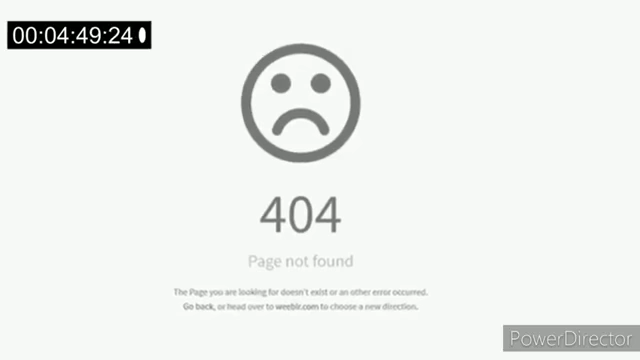 00:04:49:24
404
Page not found
The Page you are looking for doesn't exist or an other error occurred.
Go back, or head over to weeblr.com to choose a new direction.
PowerDirector